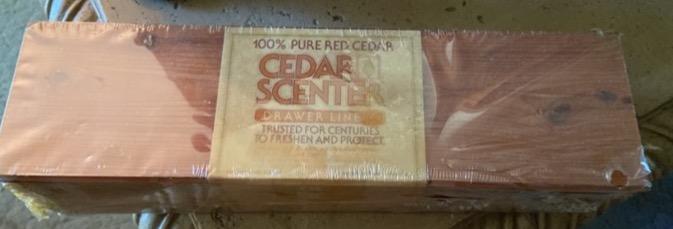 100% PURE RED CEDAR
CEDAR
SCENTER
DRAWER LINE
TRUSTED FOR CENTURIES
TO FRESHEN AND PROTECT